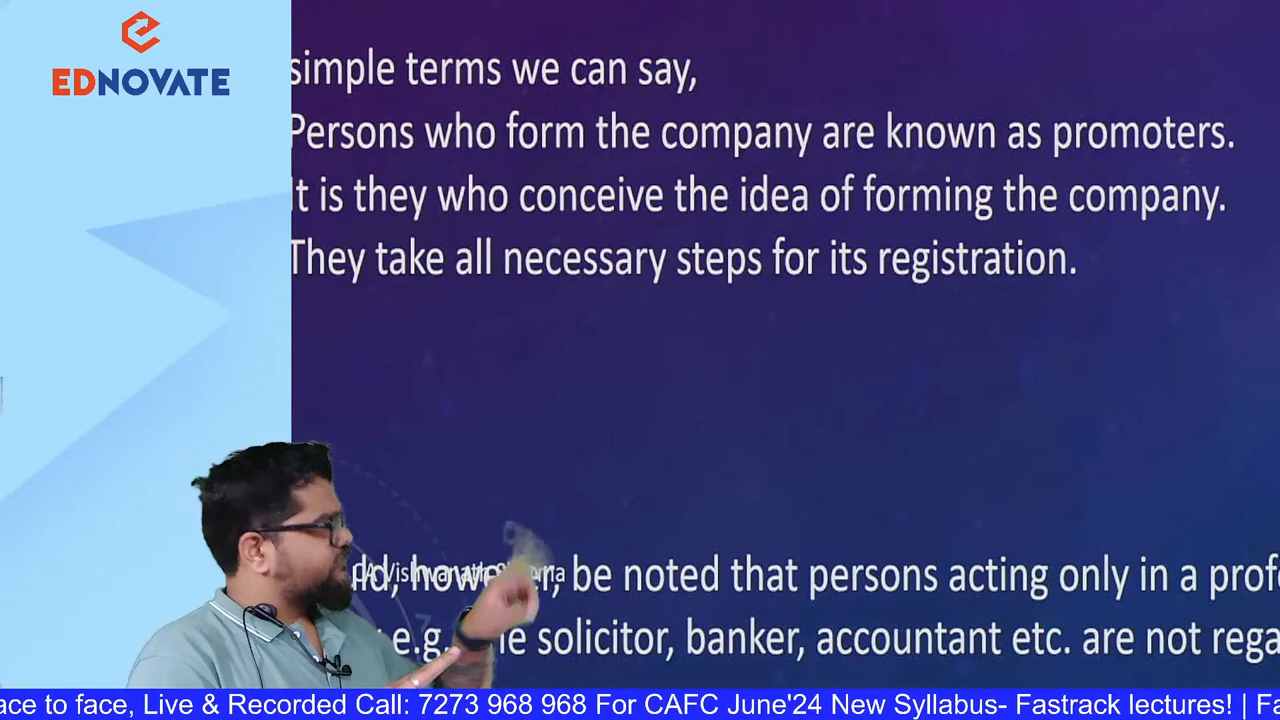 EDNOVATE
simple terms we can say,
Persons who form the company are known as promoters.
It is they who conceive the idea of forming the company.
They take all necessary steps for its registration.
CA Vishwanath
however, be noted that persons acting only in a
e.g. solicitor, banker, accountant etc. are not
ace to face, Live & Recorded Call: 7273 968 968 For CAFC June'24 New Syllabus- Fastrack lectures! |